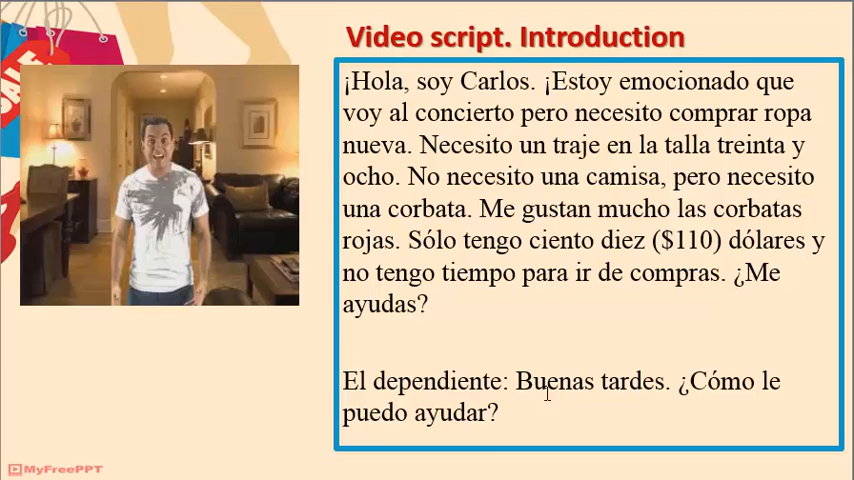 Video script. Introduction
SALE
¡Hola, soy Carlos. ¡Estoy emocionado que
voy al concierto pero necesito comprar ropa
nueva. Necesito un traje en la talla treinta y
ocho. No necesito una camisa, pero necesito
una corbata. Me gustan mucho las corbatas
rojas. Sólo tengo ciento diez ($110) dólares y
no tengo tiempo para ir de compras. ¿Me
ayudas?
El dependiente: Buenas tardes. ¿Cómo le
puedo ayudar?
MyFreePPT